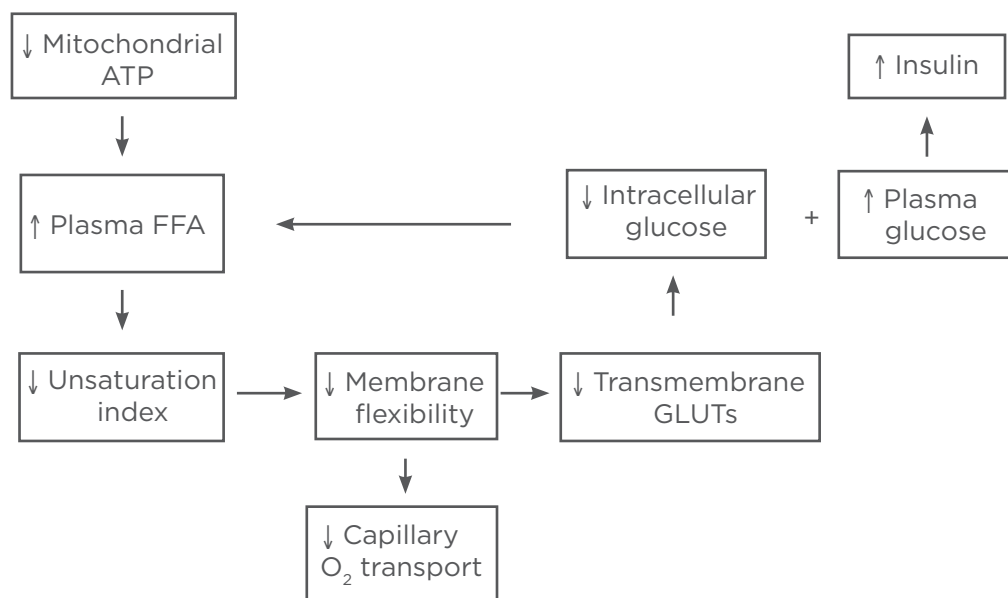 ↓ Mitochondrial
ATP
↑ Insulin
↑ Plasma FFA
↓ Intracellular
glucose
+
↑ Plasma
glucose
↓ Unsaturation
index
↓ Membrane
flexibility
↓ Transmembrane
GLUTs
↓ Capillary
O₂ transport